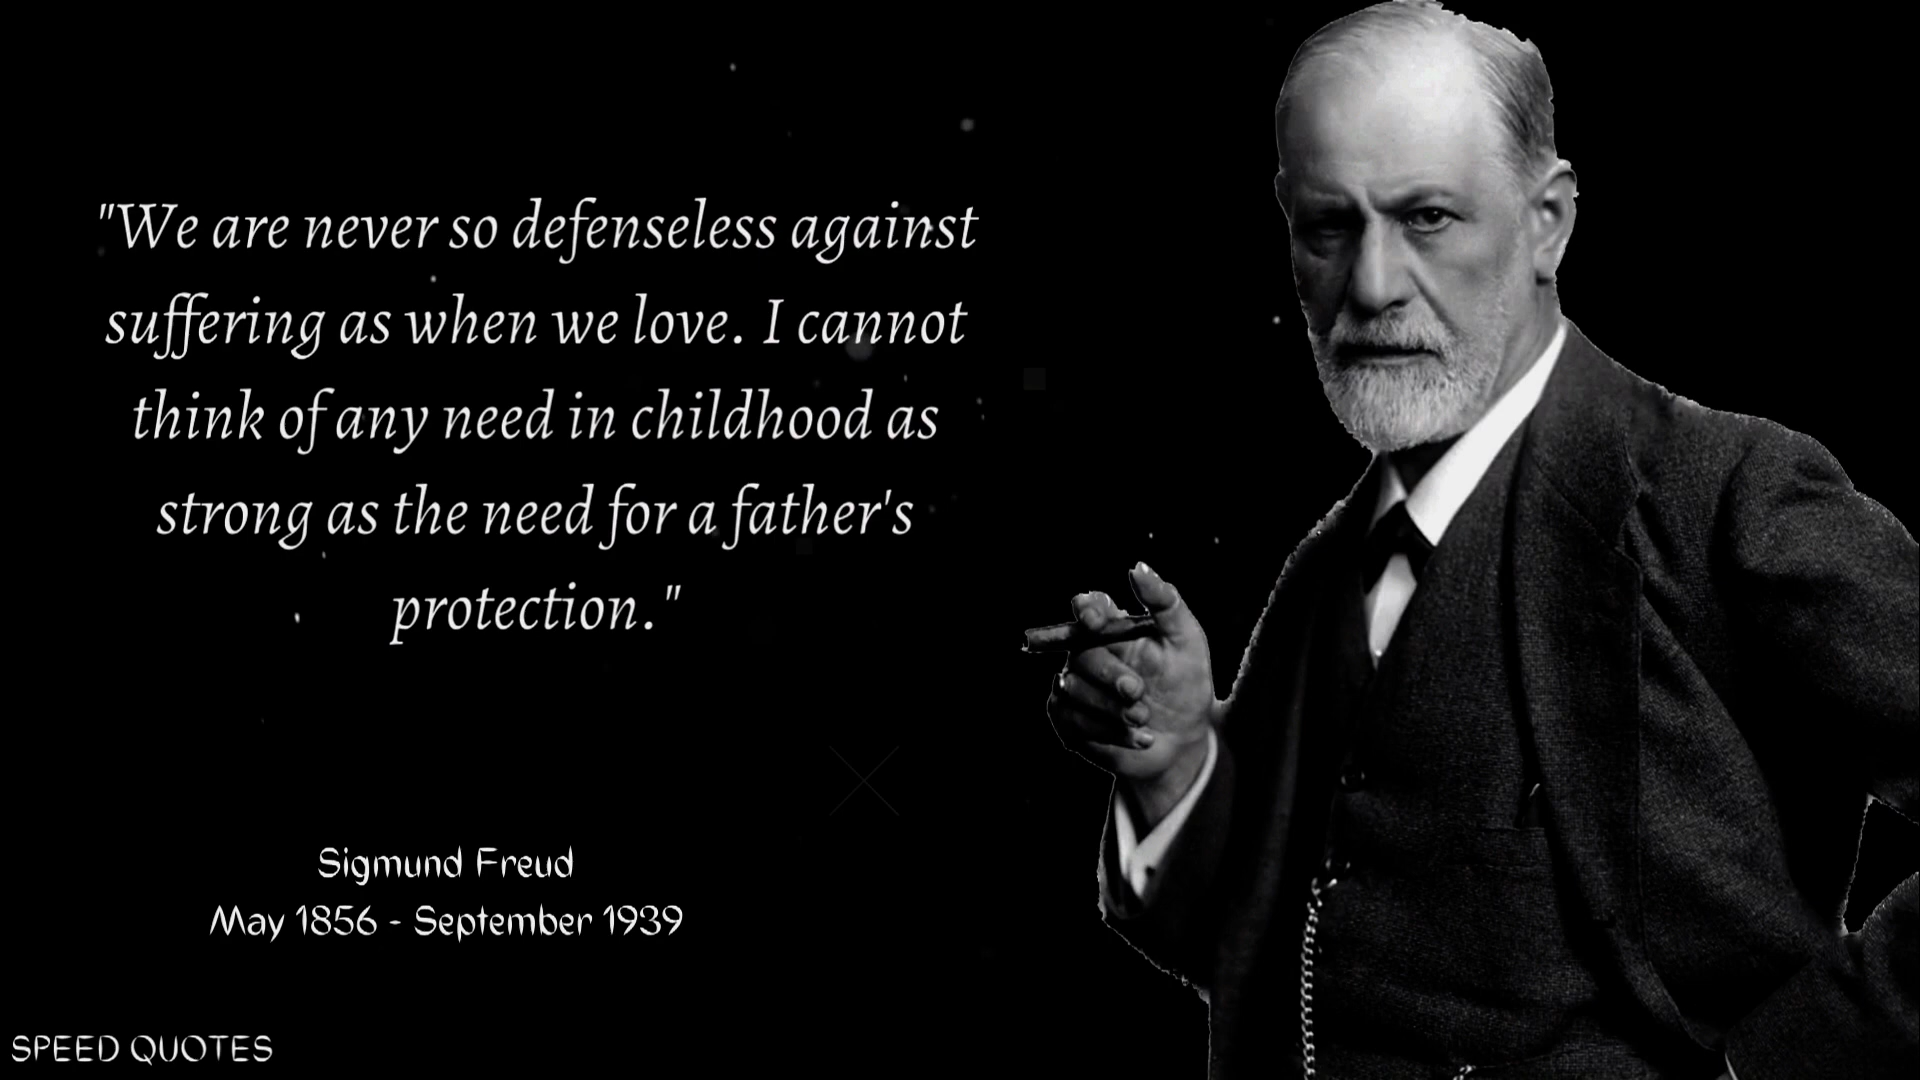 "We are never so defenseless against
suffering as when we love. I cannot
think of any need in childhood as
strong as the need for a father's
protection."
Sigmund Freud
May 1856 - September 1939
SPEED QUOTES